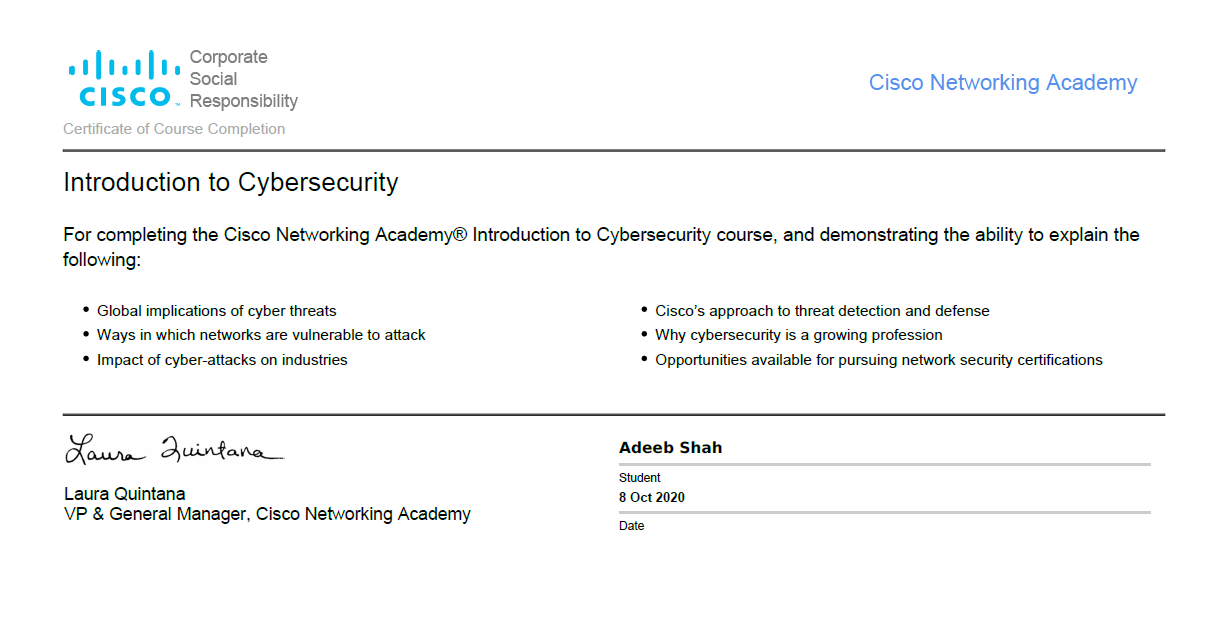 Corporate
Social
CISCO™ Responsibility
Cisco Networking Academy
Certificate of Course Completion
Introduction to Cybersecurity
For completing the Cisco Networking Academy® Introduction to Cybersecurity course, and demonstrating the ability to explain the
following:
• Global implications of cyber threats
• Ways in which networks are vulnerable to attack
• Impact of cyber-attacks on industries
• Cisco's approach to threat detection and defense
• Why cybersecurity is a growing profession
• Opportunities available for pursuing network security certifications
Laura Quintana
Laura Quintana
VP & General Manager, Cisco Networking Academy
Adeeb Shah
Student
8 Oct 2020
Date